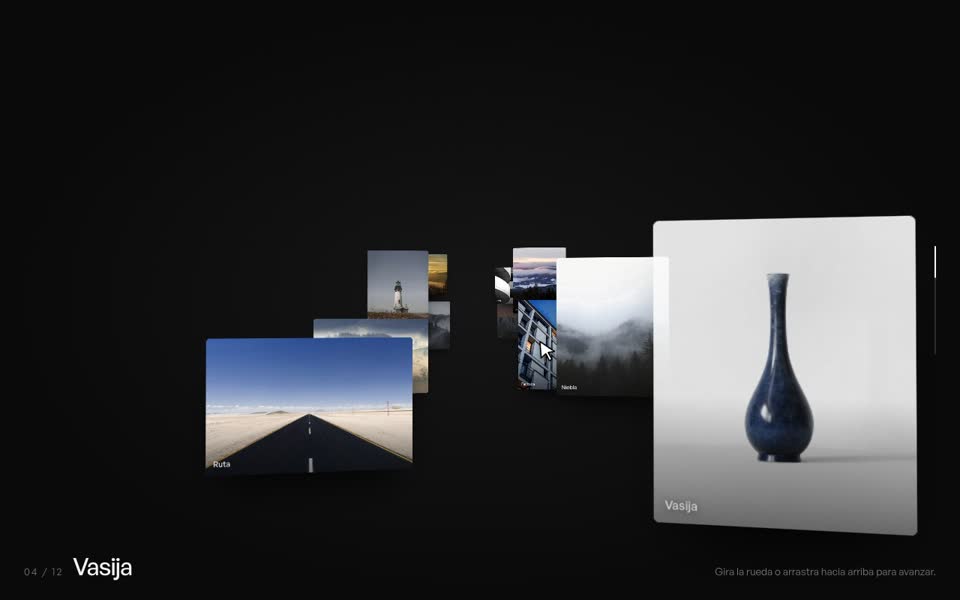 Niebla
Ruta
Vasija
04 / 12 Vasija
Gira la rueda o arrastra hacia arriba para avanzar.